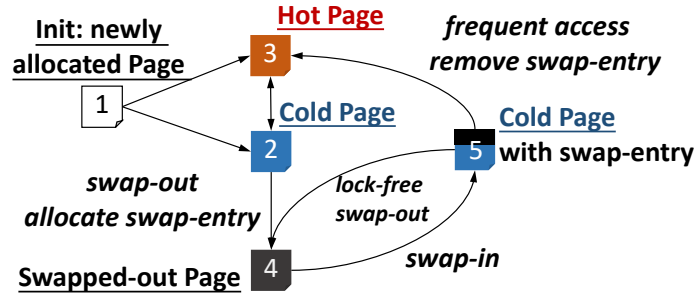 Init: newly
allocated Page
1
Hot Page
3
frequent access
remove swap-entry
Cold Page
2
Cold Page
with swap-entry
5
swap-out
allocate swap-entry
lock-free
swap-out
Swapped-out Page
4
swap-in